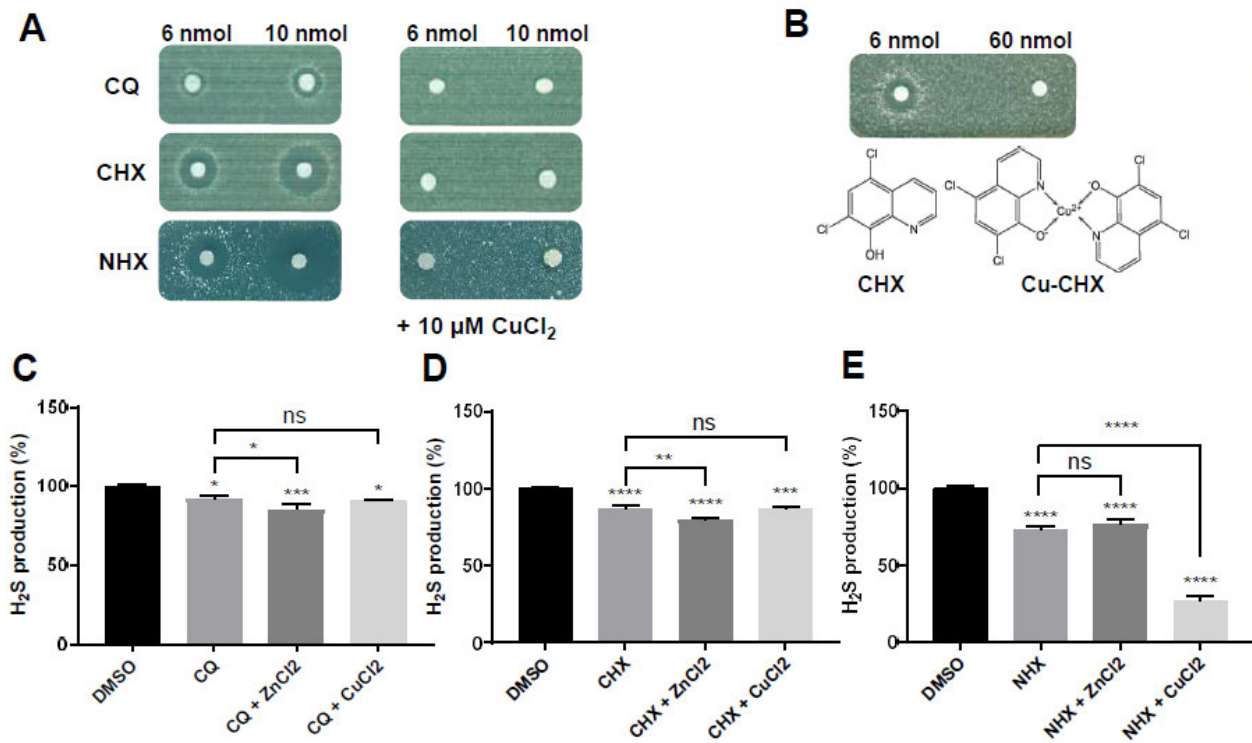 A
6 nmol 10 nmol 6 nmol 10 nmol
CQ
CHX
NHX
+ 10 µM CuCl2
B
6 nmol 60 nmol
Cl
Cl
N
OH
CHX
Cl
Cl
N
O-
Cu2+
O-
N
Cl
Cl
Cu-CHX
C
H2S production (%)
150
100
50
0
ns
*
* *** *
DMSO
CQ
CQ + ZnCl2
CQ + CuCl2
D
H2S production (%)
150
100
50
0
ns
**
**** **** ***
DMSO
CHX
CHX + ZnCl2
CHX + CuCl2
E
H2S production (%)
150
100
50
0
****
ns
**** **** ****
DMSO
NHX
NHX + ZnCl2
NHX + CuCl2